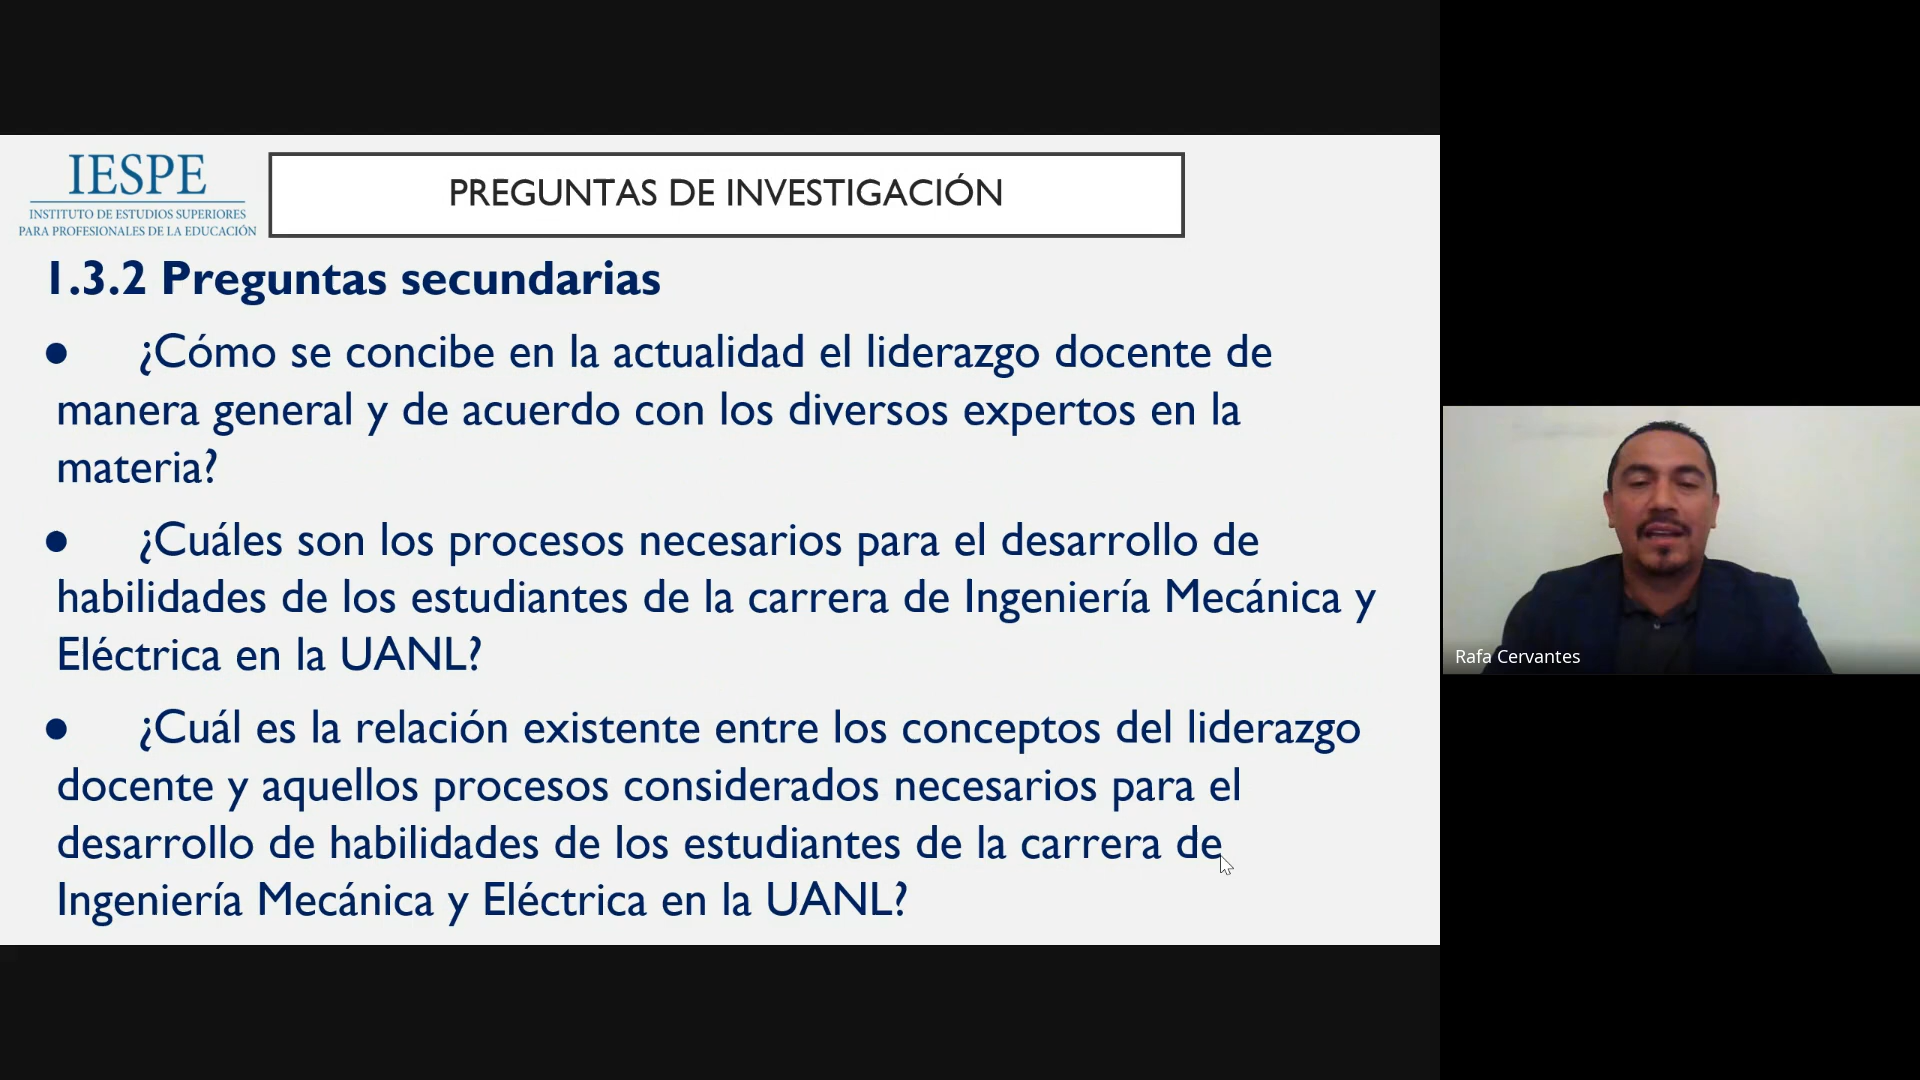 IESPE
INSTITUTO DE ESTUDIOS SUPERIORES
PARA PROFESIONALES DE LA EDUCACIÓN
PREGUNTAS DE INVESTIGACIÓN
1.3.2 Preguntas secundarias
● ¿Cómo se concibe en la actualidad el liderazgo docente de
manera general y de acuerdo con los diversos expertos en la
materia?
● ¿Cuáles son los procesos necesarios para el desarrollo de
habilidades de los estudiantes de la carrera de Ingeniería Mecánica y
Eléctrica en la UANL?
● ¿Cuál es la relación existente entre los conceptos del liderazgo
docente y aquellos procesos considerados necesarios para el
desarrollo de habilidades de los estudiantes de la carrera de
Ingeniería Mecánica y Eléctrica en la UANL?
Rafa Cervantes